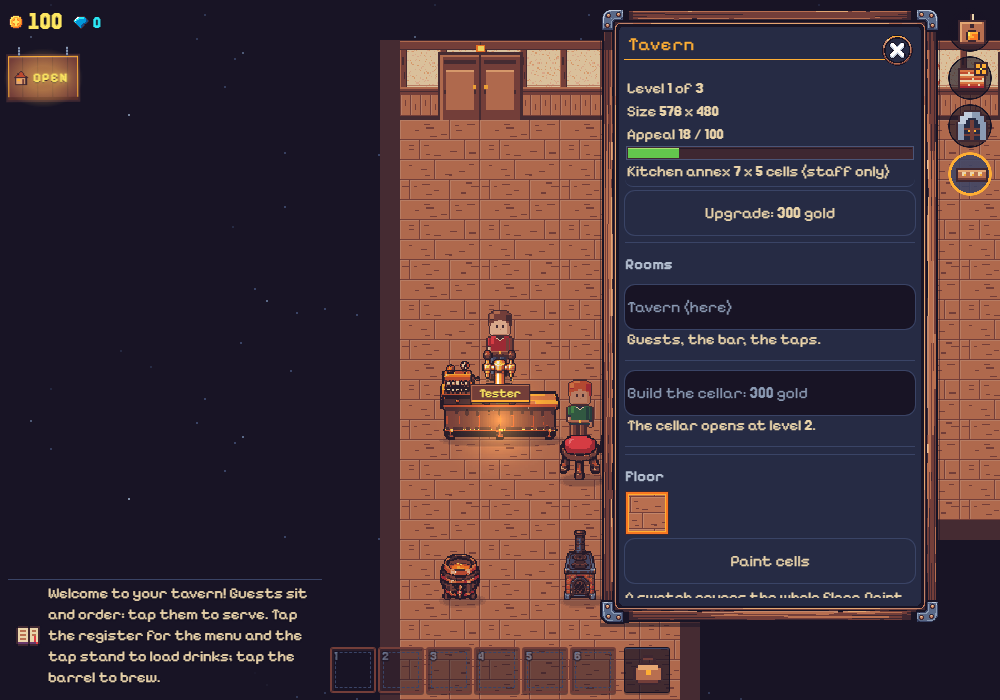 100 0
OPEN
Tavern
Level 1 of 3
Size 576 x 480
Appeal 18 / 100
Kitchen annex 7 x 5 cells (staff only)
Upgrade: 300 gold
Rooms
Tavern (here)
Guests, the bar, the taps.
Build the cellar: 300 gold
The cellar opens at level 2.
Floor
Paint cells
Tester
Welcome to your tavern! Guests sit
and order: tap them to serve. Tap
the register for the menu and the
tap stand to load drinks; tap the
barrel to brew.
1 2 3 4 5 6